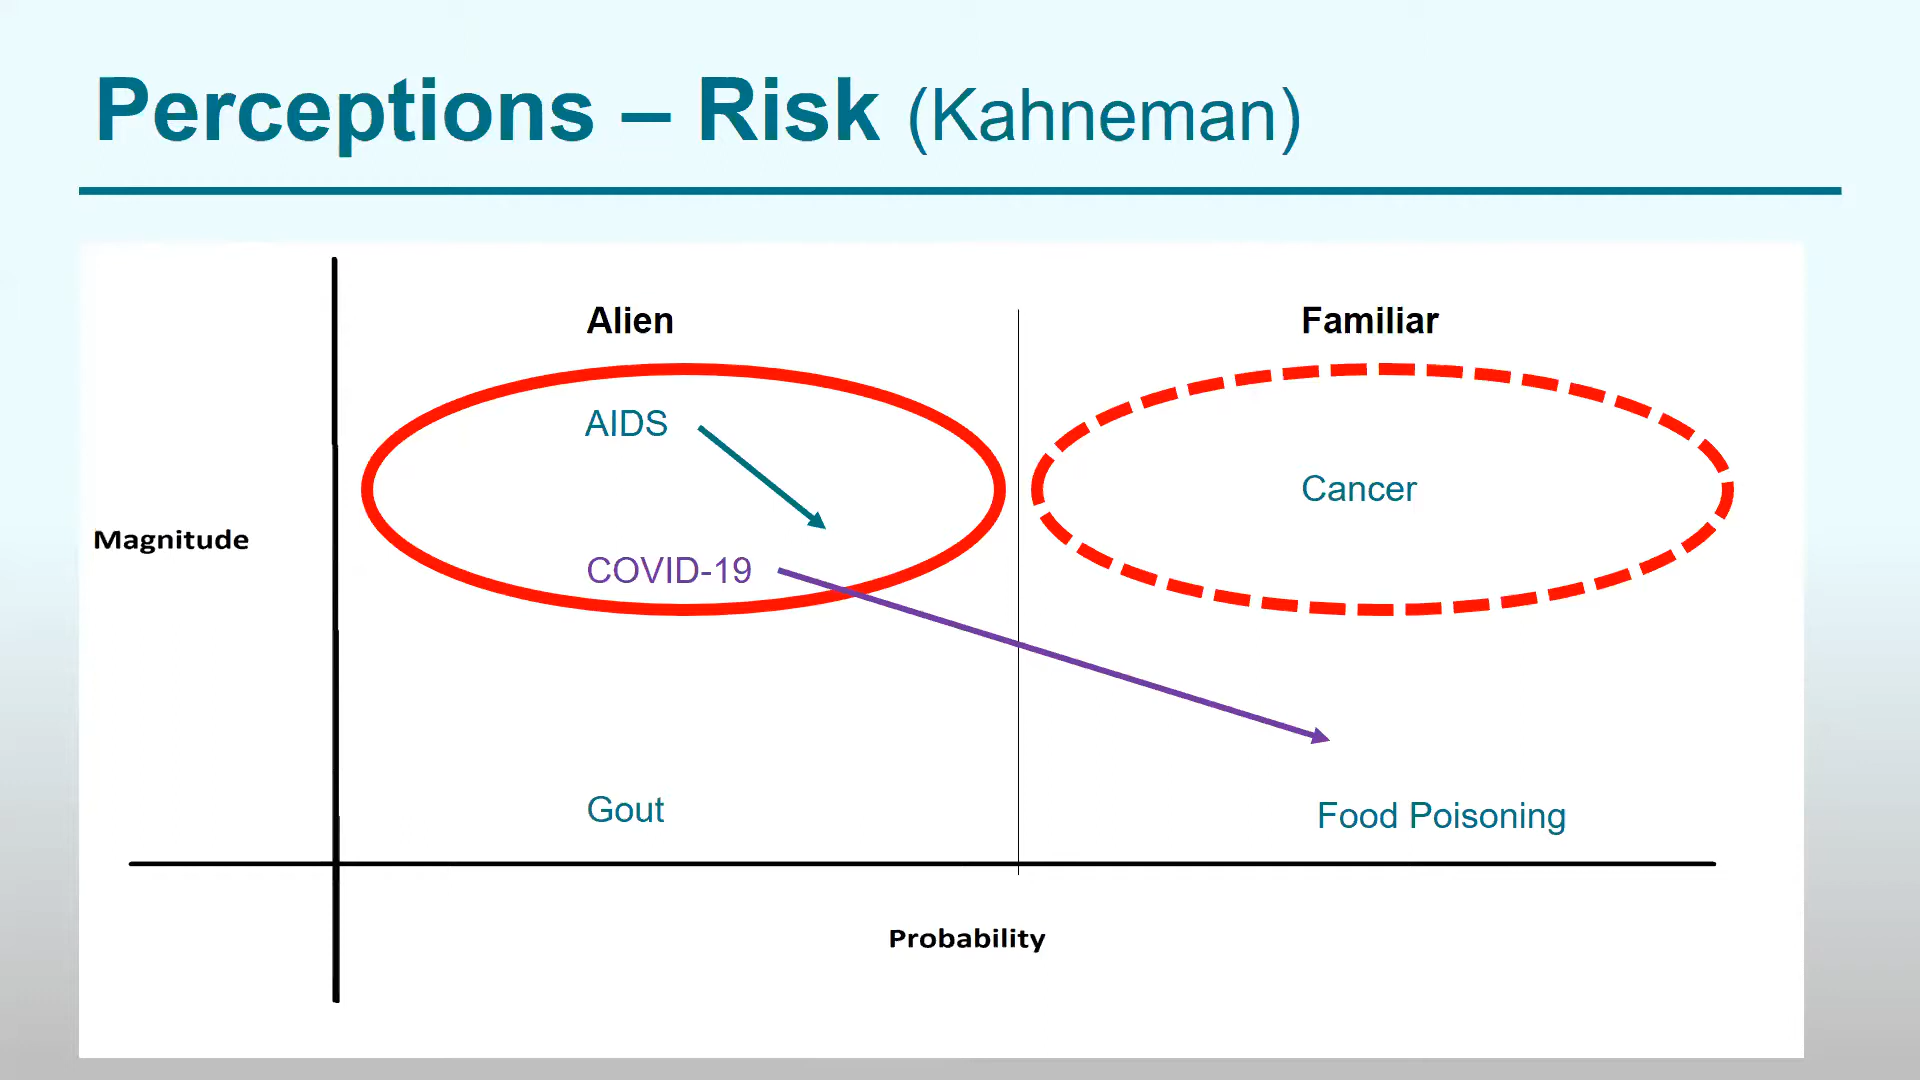 Perceptions – Risk (Kahneman)
Alien
Familiar
AIDS
Cancer
Magnitude
COVID-19
Gout
Food Poisoning
Probability